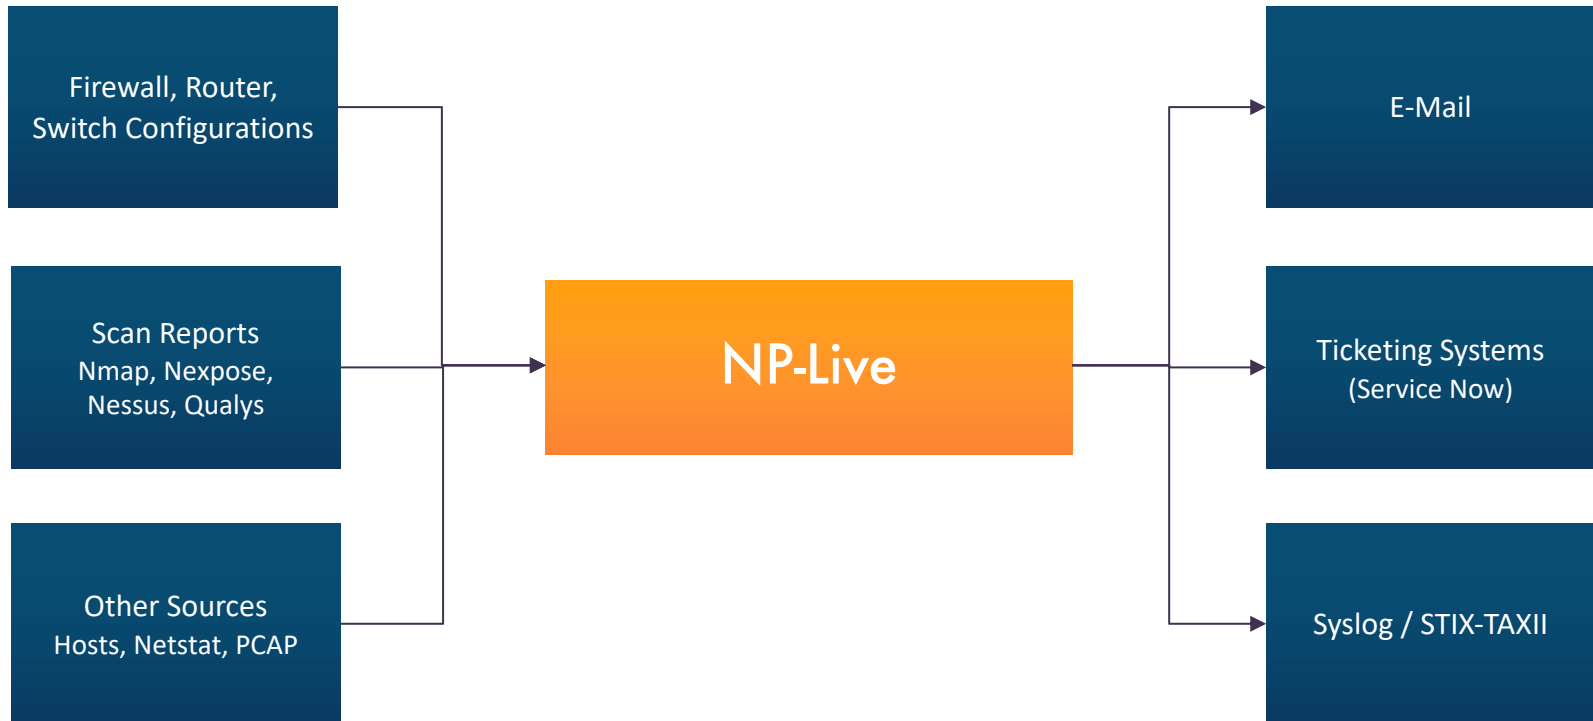 Firewall, Router,
Switch Configurations
Scan Reports
Nmap, Nexpose,
Nessus, Qualys
Other Sources
Hosts, Netstat, PCAP
NP-Live
E-Mail
Ticketing Systems
(Service Now)
Syslog / STIX-TAXII